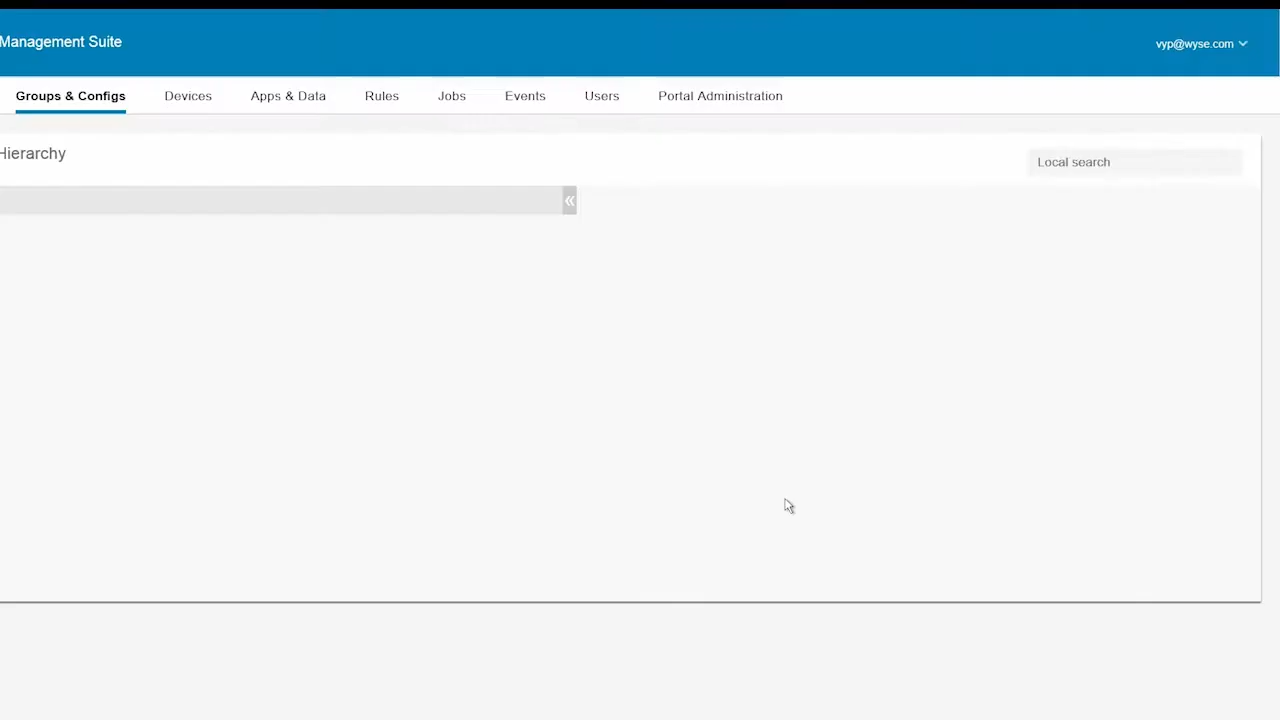 Management Suite
vyp@wyse.com
Groups & Configs Devices Apps & Data Rules Jobs Events Users Portal Administration
Hierarchy
Local search
«